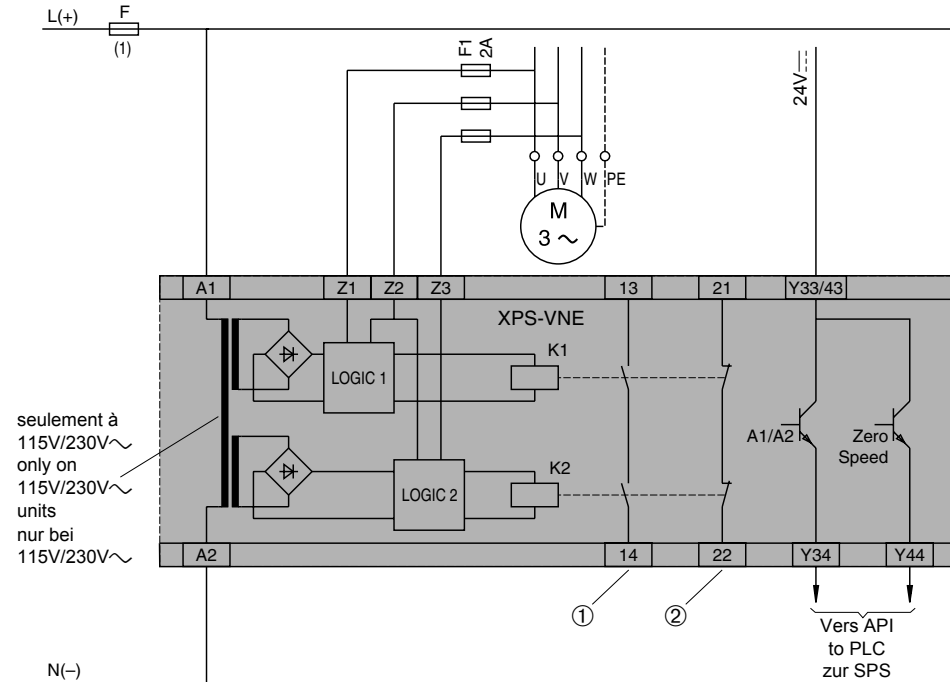 L(+)
F
(1)
F1
2A
24V
U V W PE
M
3 ~
A1 Z1 Z2 Z3 13 21 Y33/43
XPS-VNE
K1
LOGIC 1
seulement à
115V/230V~
only on
115V/230V~
units
nur bei
115V/230V~
A1/A2
Zero
Speed
K2
LOGIC 2
A2 14 22 Y34 Y44
① ②
Vers API
to PLC
zur SPS
N(–)